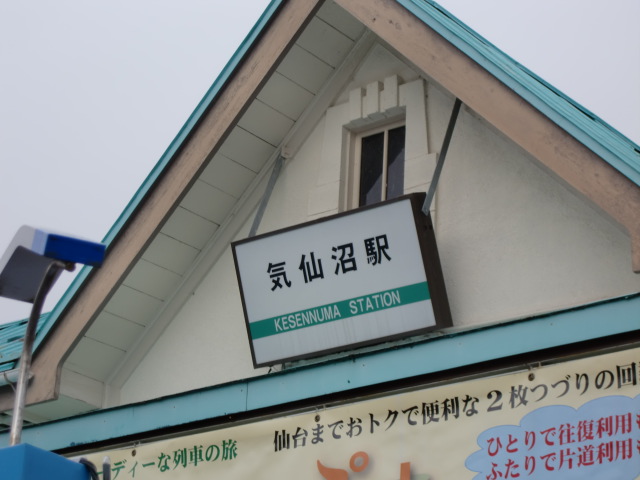 気仙沼駅
KESENNUMA STATION
ーディーな列車の旅
仙台までおトクで便利な2枚つづりの回
ひとりで往復利用
ふたりで片道利用